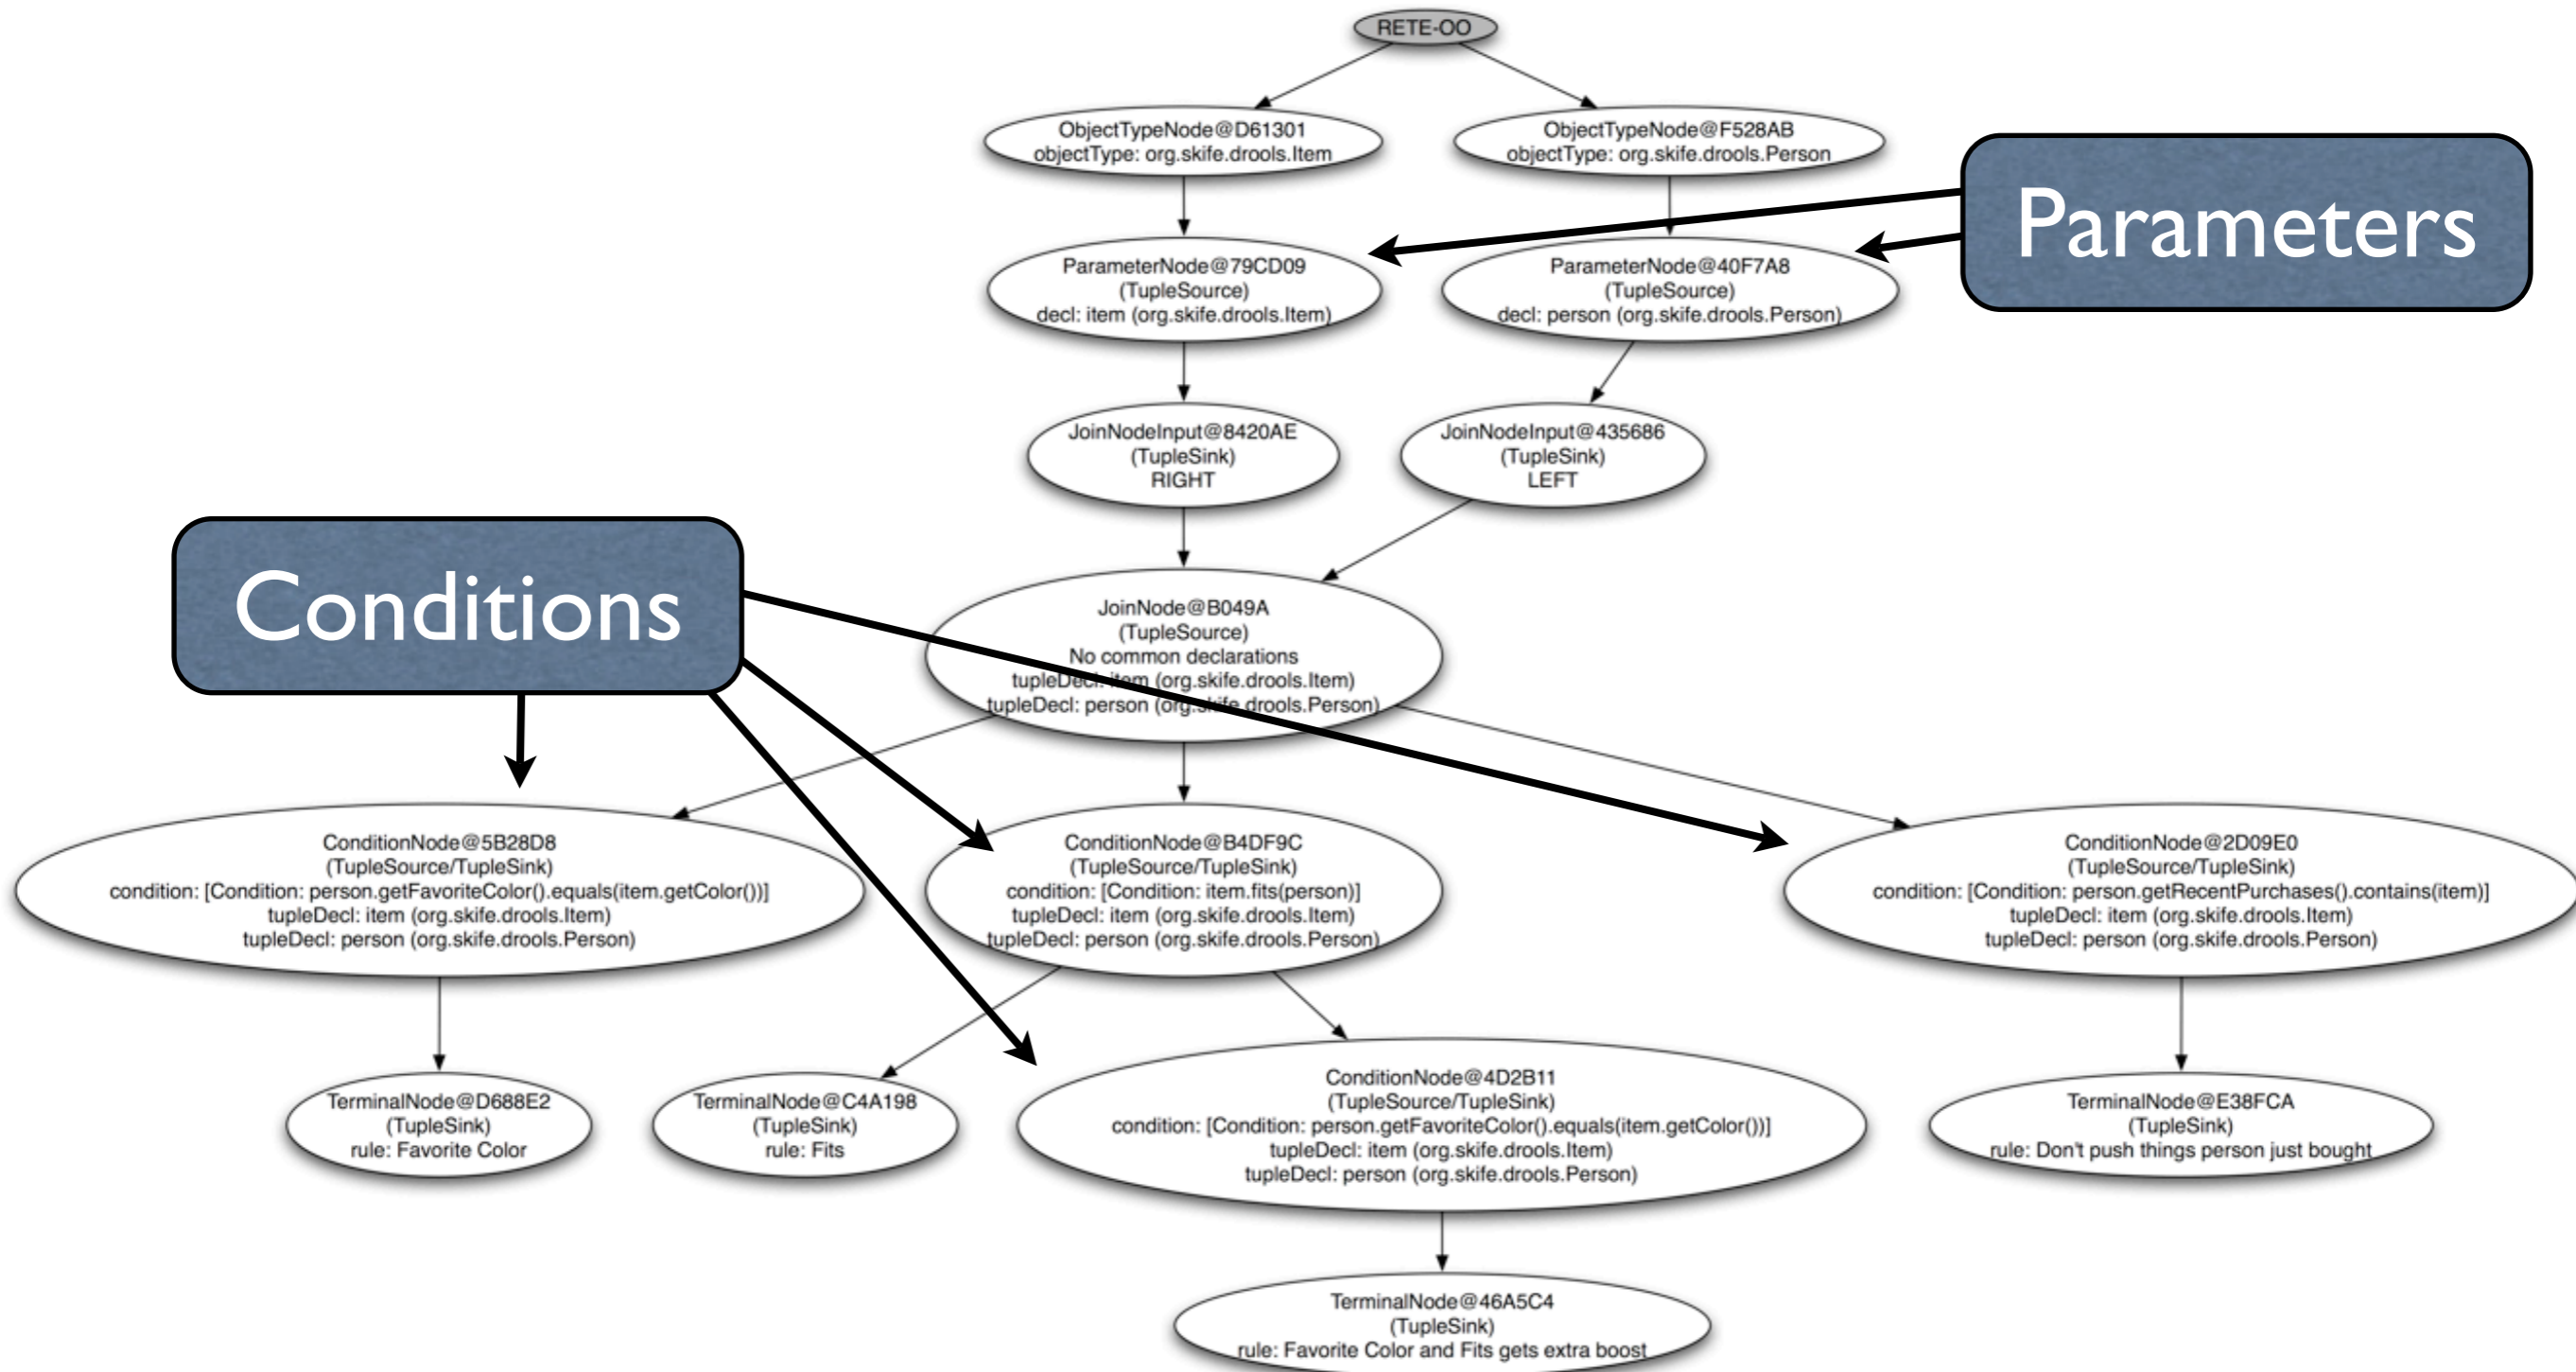 RETE-OO
ObjectTypeNode@D61301
objectType: org.skife.drools.Item
ObjectTypeNode@F528AB
objectType: org.skife.drools.Person
Parameters
ParameterNode@79CD09
(TupleSource)
decl: item (org.skife.drools.Item)
ParameterNode@40F7A8
(TupleSource)
decl: person (org.skife.drools.Person)
JoinNodeInput@8420AE
(TupleSink)
RIGHT
JoinNodeInput@435686
(TupleSink)
LEFT
Conditions
JoinNode@B049A
(TupleSource)
No common declarations
tupleDecl: item (org.skife.drools.Item)
tupleDecl: person (org.skife.drools.Person)
ConditionNode@5B28D8
(TupleSource/TupleSink)
condition: [Condition: person.getFavoriteColor().equals(item.getColor())]
tupleDecl: item (org.skife.drools.Item)
tupleDecl: person (org.skife.drools.Person)
ConditionNode@B4DF9C
(TupleSource/TupleSink)
condition: [Condition: item.fits(person)]
tupleDecl: item (org.skife.drools.Item)
tupleDecl: person (org.skife.drools.Person)
ConditionNode@2D09E0
(TupleSource/TupleSink)
condition: [Condition: person.getRecentPurchases().contains(item)]
tupleDecl: item (org.skife.drools.Item)
tupleDecl: person (org.skife.drools.Person)
TerminalNode@D688E2
(TupleSink)
rule: Favorite Color
TerminalNode@C4A198
(TupleSink)
rule: Fits
ConditionNode@4D2B11
(TupleSource/TupleSink)
condition: [Condition: person.getFavoriteColor().equals(item.getColor())]
tupleDecl: item (org.skife.drools.Item)
tupleDecl: person (org.skife.drools.Person)
TerminalNode@E38FCA
(TupleSink)
rule: Don't push things person just bought
TerminalNode@46A5C4
(TupleSink)
rule: Favorite Color and Fits gets extra boost